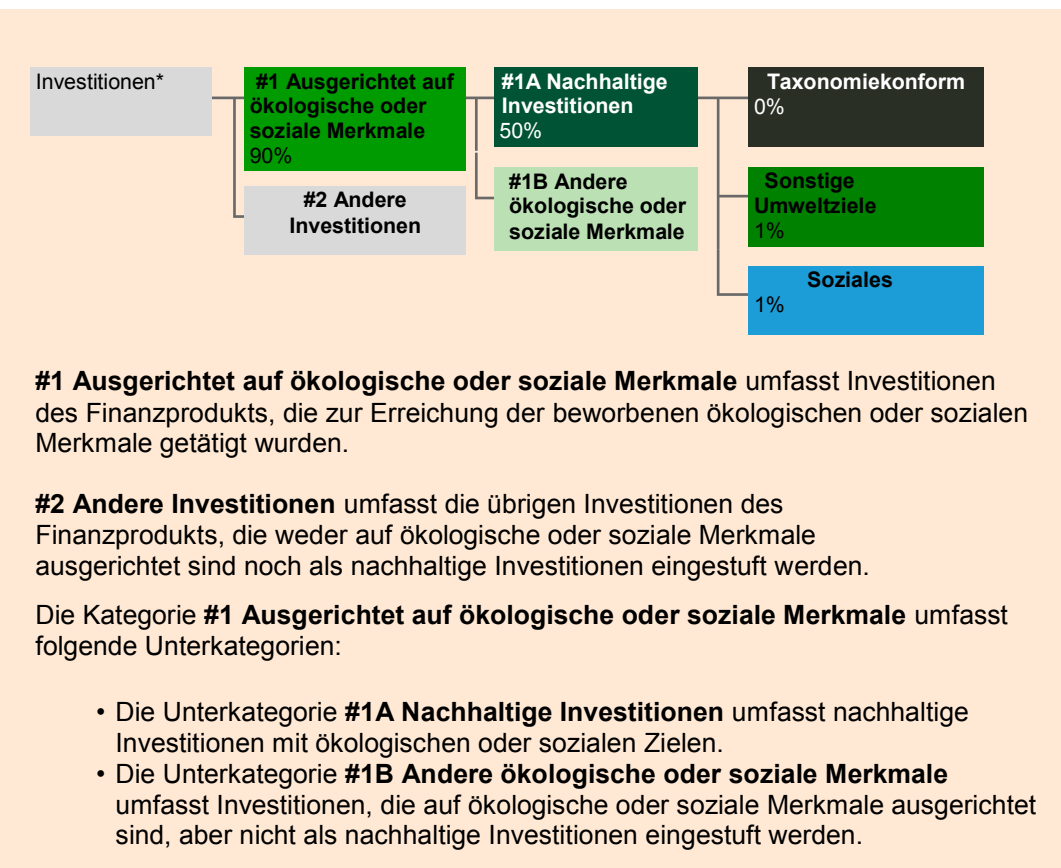 Investitionen*
#1 Ausgerichtet auf
ökologische oder
soziale Merkmale
90%
#2 Andere
Investitionen
#1A Nachhaltige
Investitionen
50%
#1B Andere
ökologische oder
soziale Merkmale
Taxonomiekonform
0%
Sonstige
Umweltziele
1%
Soziales
1%
#1 Ausgerichtet auf ökologische oder soziale Merkmale umfasst Investitionen
des Finanzprodukts, die zur Erreichung der beworbenen ökologischen oder sozialen
Merkmale getätigt wurden.
#2 Andere Investitionen umfasst die übrigen Investitionen des
Finanzprodukts, die weder auf ökologische oder soziale Merkmale
ausgerichtet sind noch als nachhaltige Investitionen eingestuft werden.
Die Kategorie #1 Ausgerichtet auf ökologische oder soziale Merkmale umfasst
folgende Unterkategorien:
• Die Unterkategorie #1A Nachhaltige Investitionen umfasst nachhaltige
Investitionen mit ökologischen oder sozialen Zielen.
• Die Unterkategorie #1B Andere ökologische oder soziale Merkmale
umfasst Investitionen, die auf ökologische oder soziale Merkmale ausgerichtet
sind, aber nicht als nachhaltige Investitionen eingestuft werden.